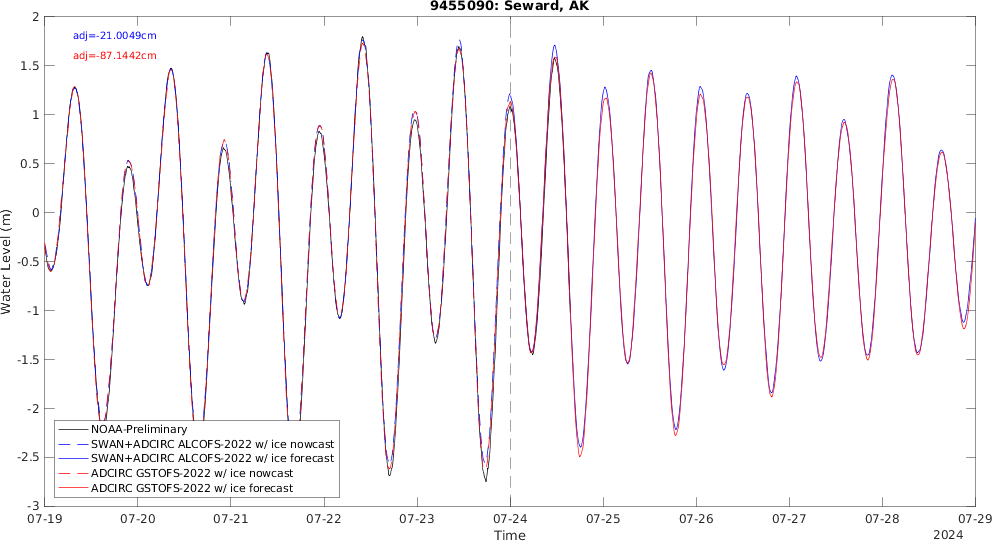 9455090: Seward, AK
adj=-21.0049cm
adj=-87.1442cm
2
1.5
1
0.5
0
-0.5
-1
-1.5
-2
-2.5
-3
Water Level (m)
NOAA-Preliminary
SWAN+ADCIRC ALCOFS-2022 w/ ice nowcast
SWAN+ADCIRC ALCOFS-2022 w/ ice forecast
ADCIRC GSTOFS-2022 w/ ice nowcast
ADCIRC GSTOFS-2022 w/ ice forecast
07-19 07-20 07-21 07-22 07-23 07-24 07-25 07-26 07-27 07-28 07-29
Time
2024